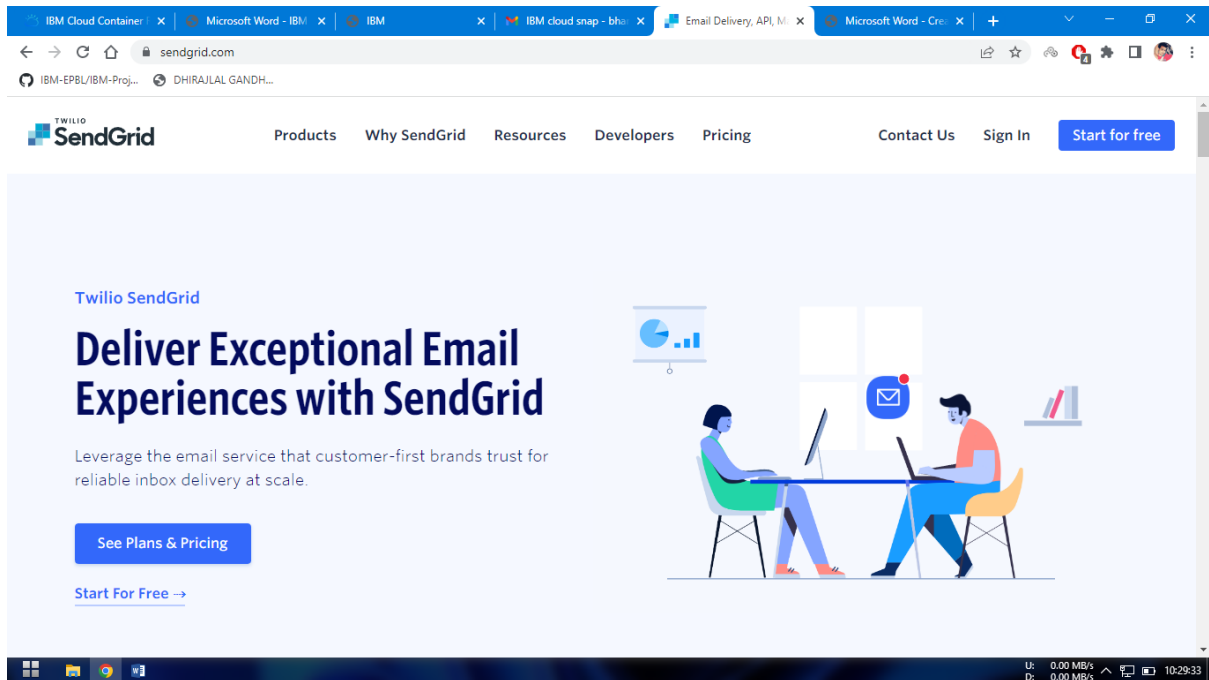 IBM Cloud Container
Microsoft Word - IBM
IBM
IBM cloud snap - bhar
Email Delivery, API, Ma
Microsoft Word - Crea
sendgrid.com
4
IBM-EPBL/IBM-Proj...
DHIRAJLAL GANDH...
TWILIO
SendGrid
Products
Why SendGrid
Resources
Developers
Pricing
Contact Us
Sign In
Start for free
Twilio SendGrid
Deliver Exceptional Email
Experiences with SendGrid
Leverage the email service that customer-first brands trust for
reliable inbox delivery at scale.
See Plans & Pricing
Start For Free →
U: 0.00 MB/s
D: 0.00 MB/s
10:29:33